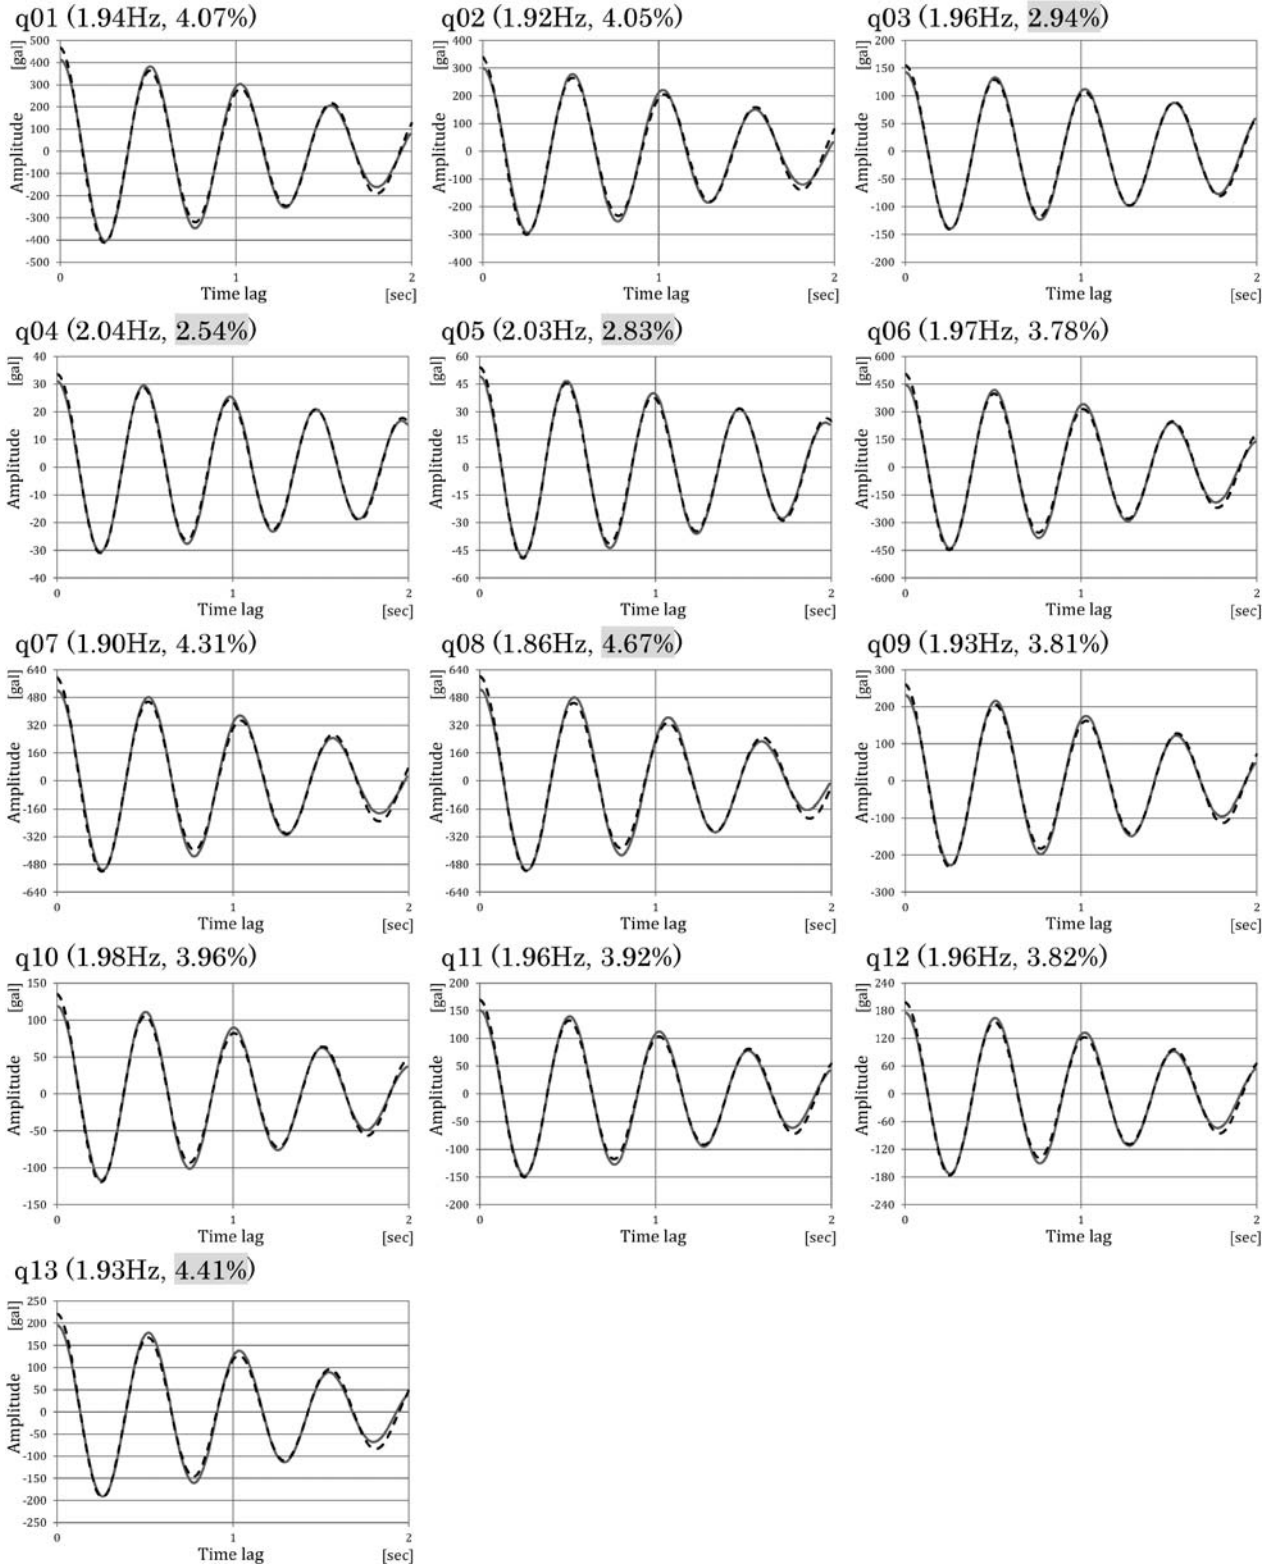 q01 (1.94Hz, 4.07%)
[gal]
Amplitude
500
400
300
200
100
0
-100
-200
-300
-400
-500
0
1
2
Time lag
[sec]
q02 (1.92Hz, 4.05%)
[gal]
Amplitude
400
300
200
100
0
-100
-200
-300
-400
0
1
2
Time lag
[sec]
q03 (1.96Hz, 2.94%)
[gal]
Amplitude
200
150
100
50
0
-50
-100
-150
-200
0
1
2
Time lag
[sec]
q04 (2.04Hz, 2.54%)
[gal]
Amplitude
40
30
20
10
0
-10
-20
-30
-40
0
1
2
Time lag
[sec]
q05 (2.03Hz, 2.83%)
[gal]
Amplitude
60
45
30
15
0
-15
-30
-45
-60
0
1
2
Time lag
[sec]
q06 (1.97Hz, 3.78%)
[gal]
Amplitude
600
450
300
150
0
-150
-300
-450
-600
0
1
2
Time lag
[sec]
q07 (1.90Hz, 4.31%)
[gal]
Amplitude
640
480
320
160
0
-160
-320
-480
-640
0
1
2
Time lag
[sec]
q08 (1.86Hz, 4.67%)
[gal]
Amplitude
640
480
320
160
0
-160
-320
-480
-640
0
1
2
Time lag
[sec]
q09 (1.93Hz, 3.81%)
[gal]
Amplitude
300
200
100
0
-100
-200
-300
0
1
2
Time lag
[sec]
q10 (1.98Hz, 3.96%)
[gal]
Amplitude
150
100
50
0
-50
-100
-150
0
1
2
Time lag
[sec]
q11 (1.96Hz, 3.92%)
[gal]
Amplitude
200
150
100
50
0
-50
-100
-150
-200
0
1
2
Time lag
[sec]
q12 (1.96Hz, 3.82%)
[gal]
Amplitude
240
180
120
60
0
-60
-120
-180
-240
0
1
2
Time lag
[sec]
q13 (1.93Hz, 4.41%)
[gal]
Amplitude
250
200
150
100
50
0
-50
-100
-150
-200
-250
0
1
2
Time lag
[sec]